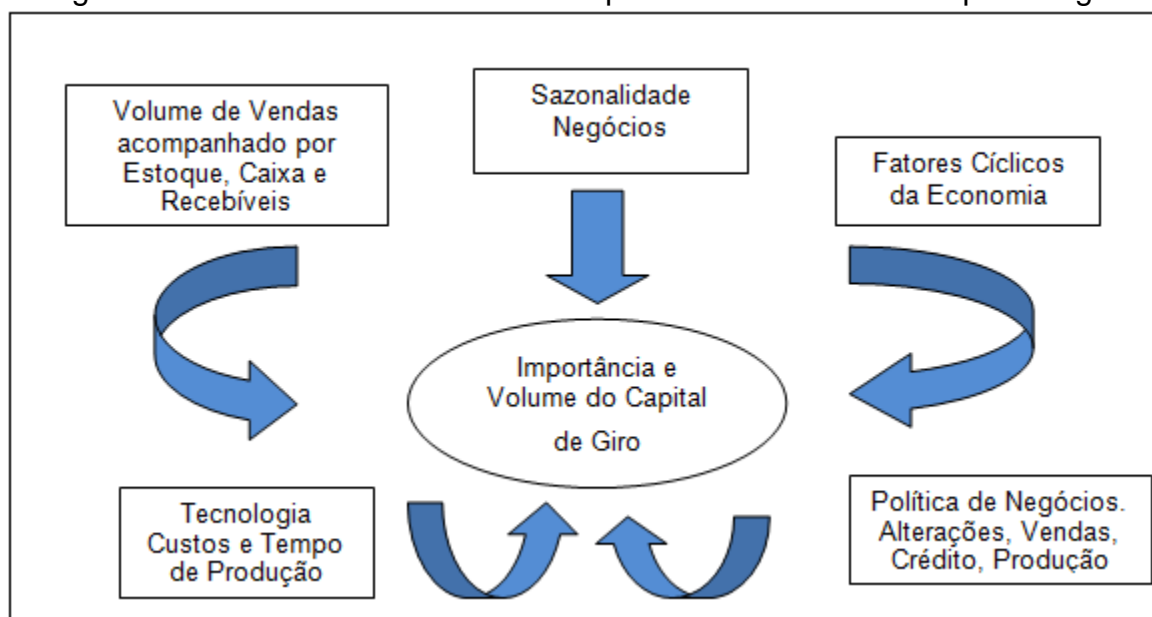 Volume de Vendas
acompanhado por
Estoque, Caixa e
Recebíveis
Sazonalidade
Negócios
Fatores Cíclicos
da Economia
Importância e
Volume do Capital
de Giro
Tecnologia
Custos e Tempo
de Produção
Política de Negócios.
Alterações, Vendas,
Crédito, Produção